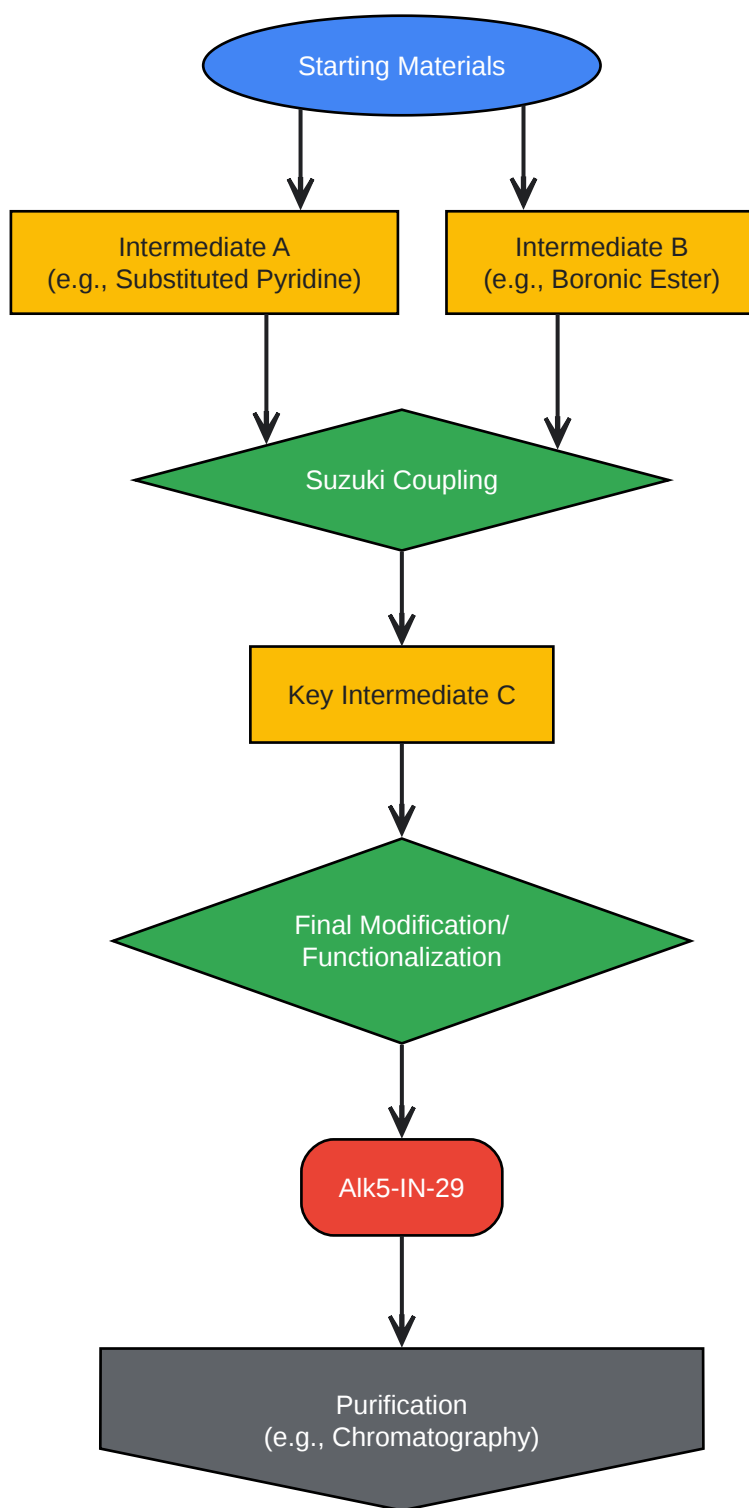 Starting Materials
Intermediate A
(e.g., Substituted Pyridine)
Intermediate B
(e.g., Boronic Ester)
Suzuki Coupling
Key Intermediate C
Final Modification/
Functionalization
Alk5-IN-29
Purification
(e.g., Chromatography)